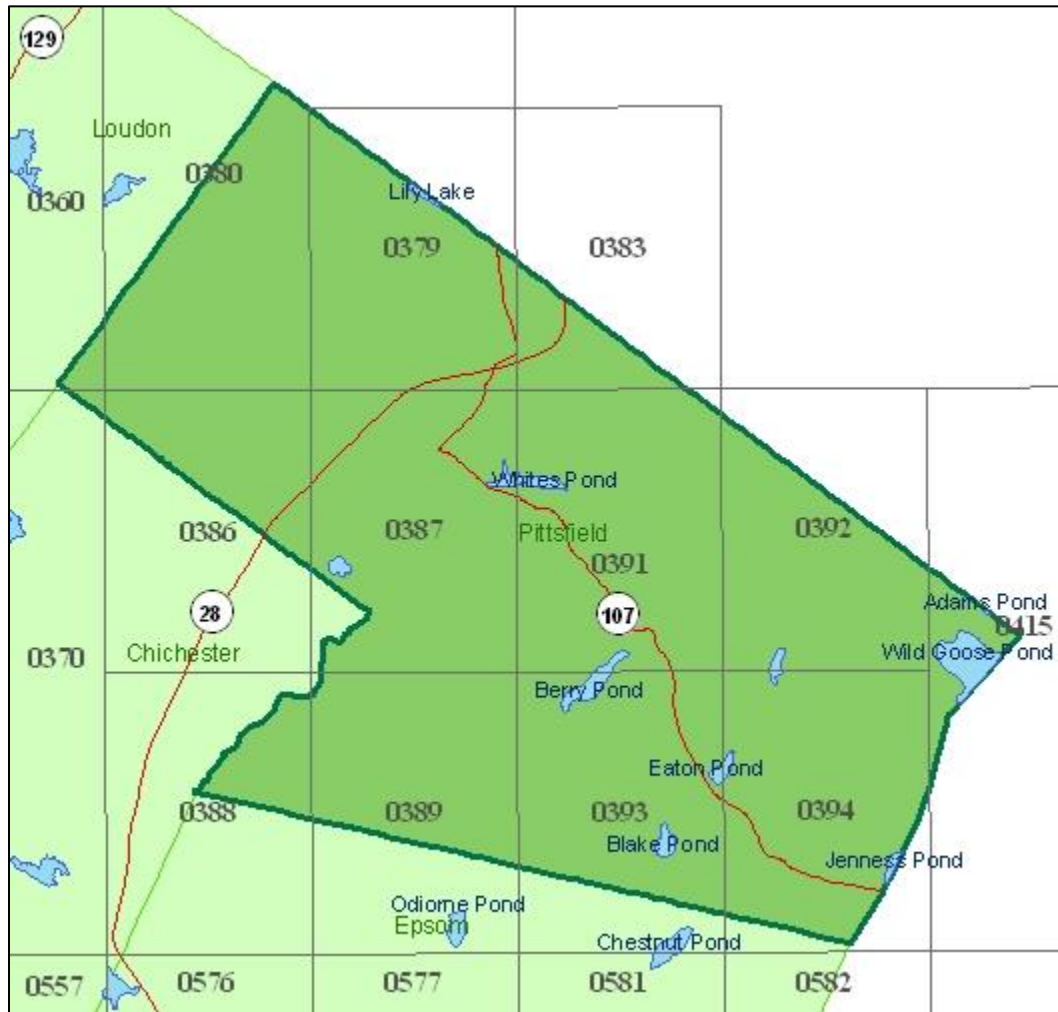 129
Loudon
0380
0360
Lily Lake
0379
0383
Whites Pond
0386
0387
Pittsfield
0392
0391
28
107
Adams Pond
0415
Chichester
0370
Wild Goose Pond
Berry Pond
Eaton Pond
0388
0389
0393
0394
Blake Pond
Jenness Pond
Odiorne Pond
Epsom
Chestnut Pond
0557
0576
0577
0581
0582